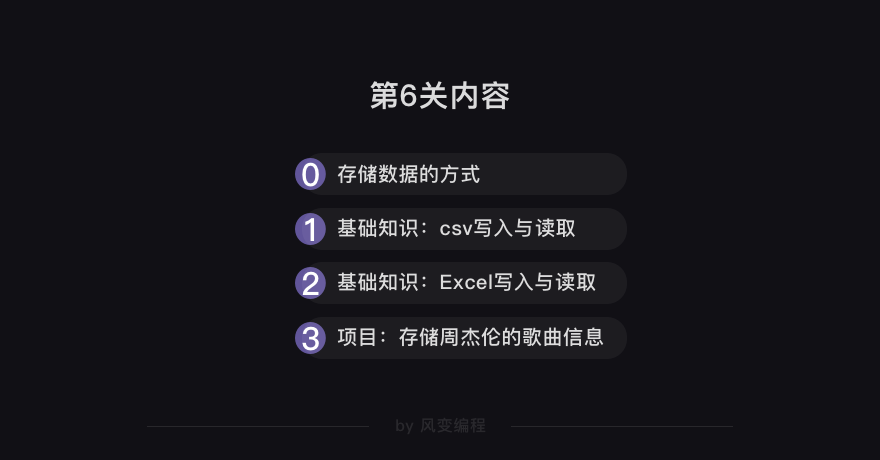 第6关内容
0 存储数据的方式
1 基础知识：csv写入与读取
2 基础知识：Excel写入与读取
3 项目：存储周杰伦的歌曲信息
by 风变编程